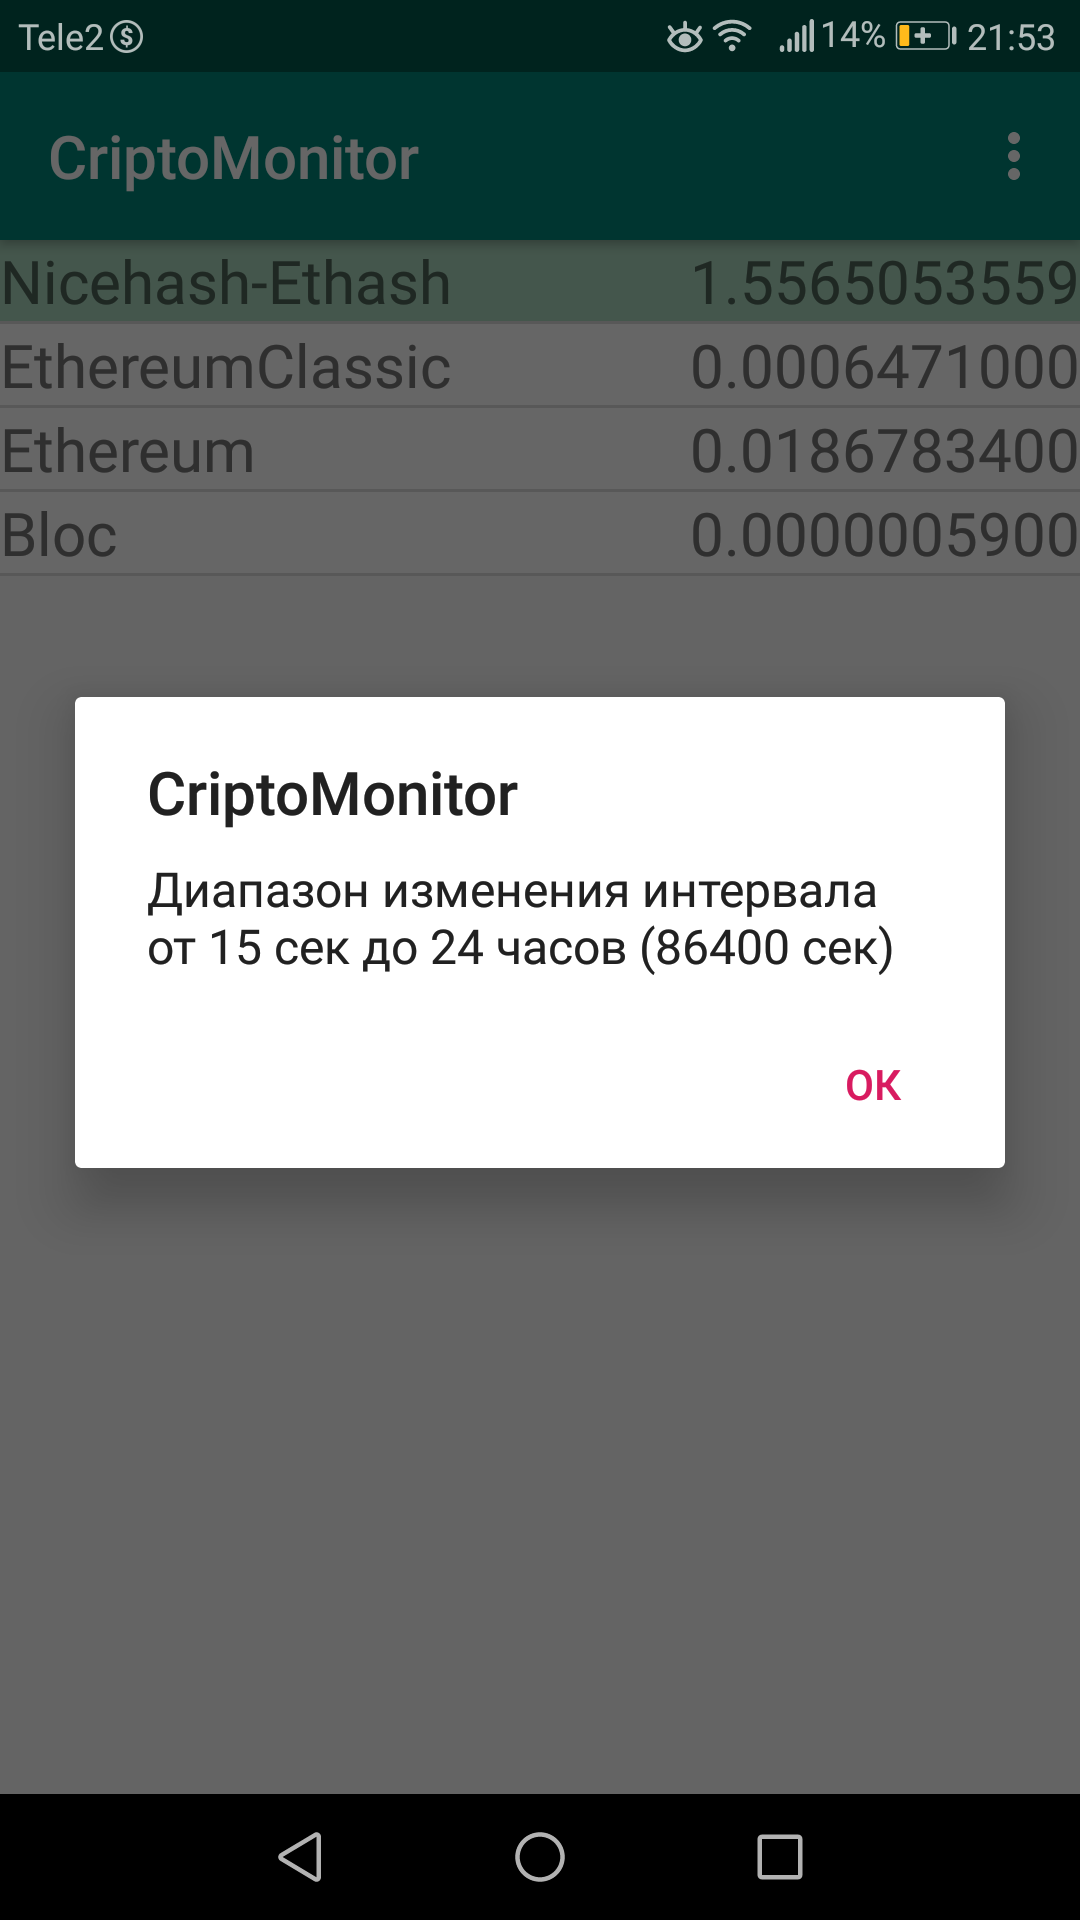 Tele2 14% 21:53
CriptoMonitor
Nicehash-Ethash 1.5565053559
EthereumClassic 0.0006471000
Ethereum 0.0186783400
Bloc 0.0000005900
CriptoMonitor
Диапазон изменения интервала
от 15 сек до 24 часов (86400 сек)
ОК